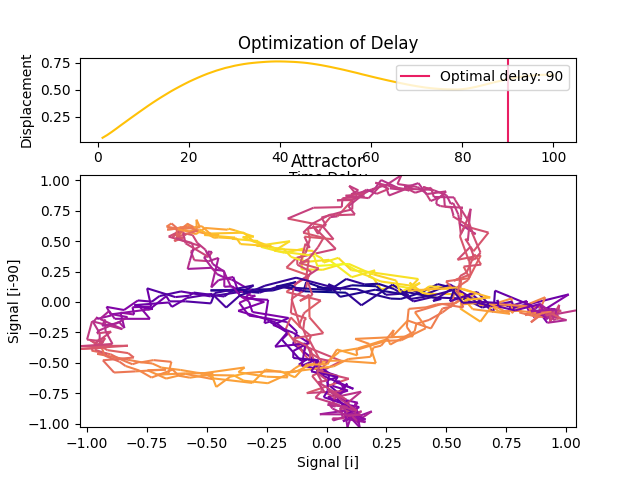 Optimization of Delay
Displacement
0.75
0.50
0.25
Optimal delay: 90
0 20 40 60 80 100
Attractor
Signal [i-90]
1.00
0.75
0.50
0.25
0.00
−0.25
−0.50
−0.75
−1.00
−1.00 −0.75 −0.50 −0.25 0.00 0.25 0.50 0.75 1.00
Signal [i]